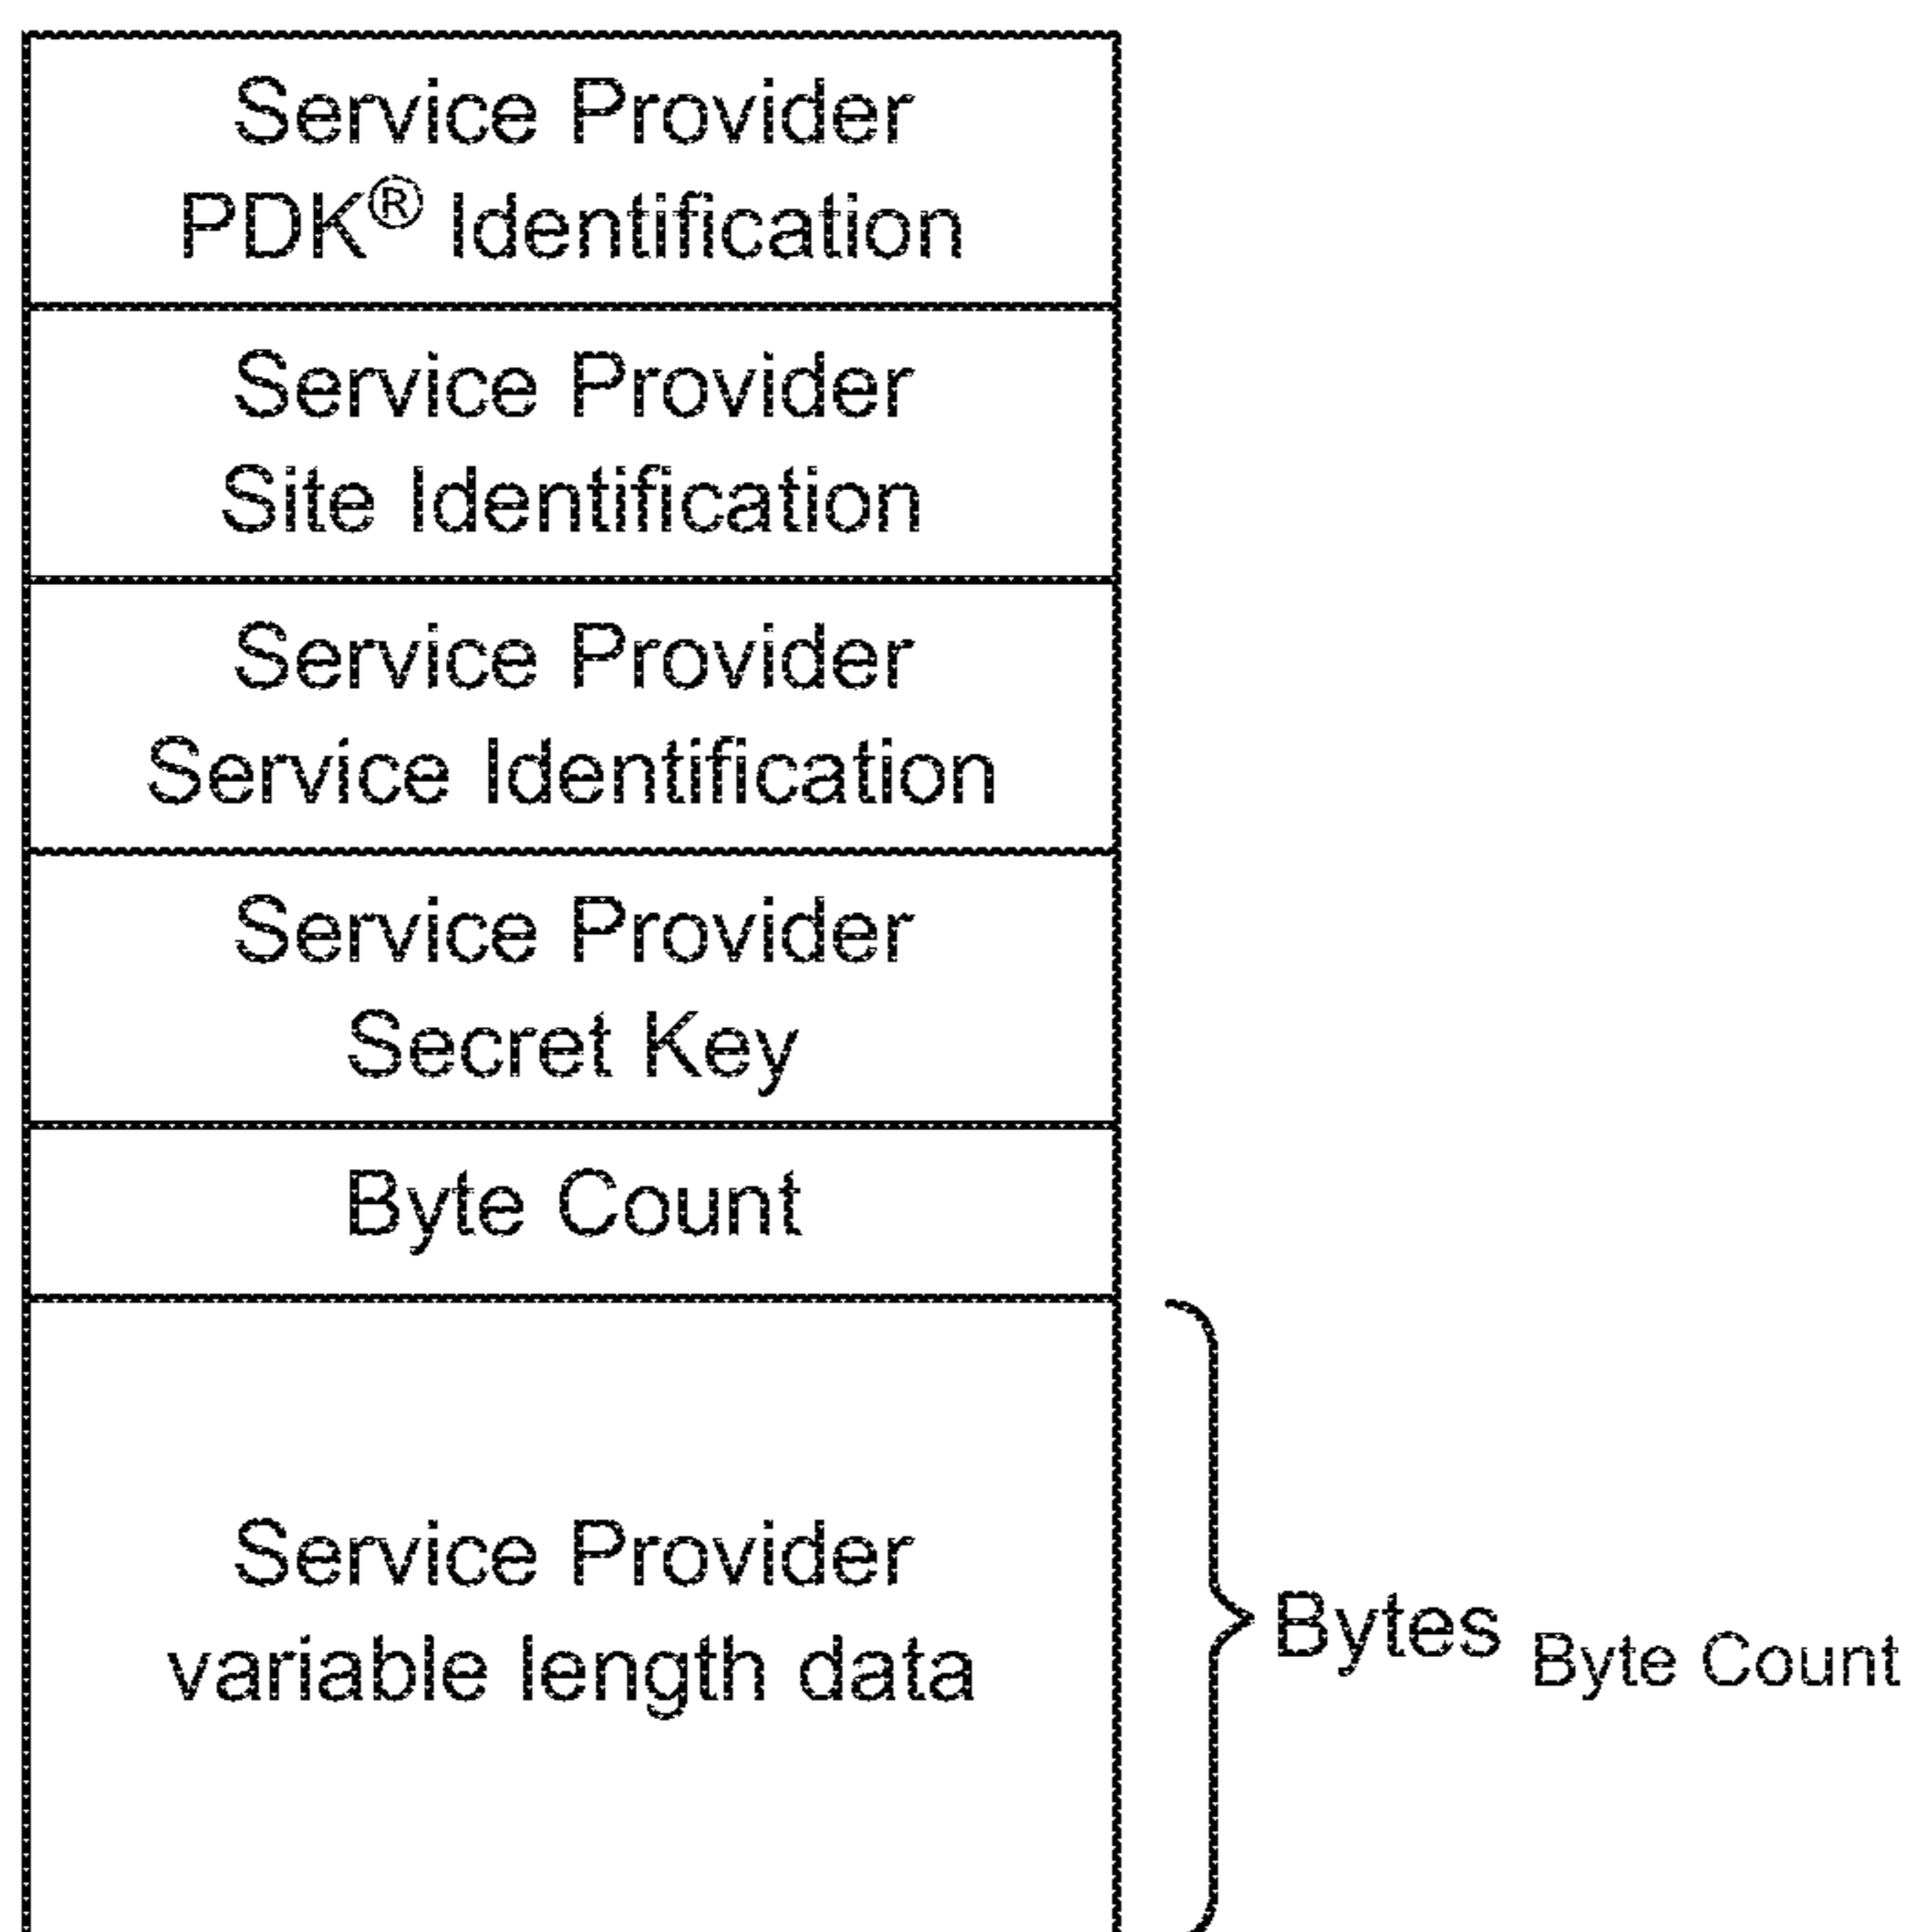 Service Provider
PDK® Identification
Service Provider
Site Identification
Service Provider
Service Identification
Service Provider
Secret Key
Byte Count
Service Provider
variable length data
Bytes Byte Count